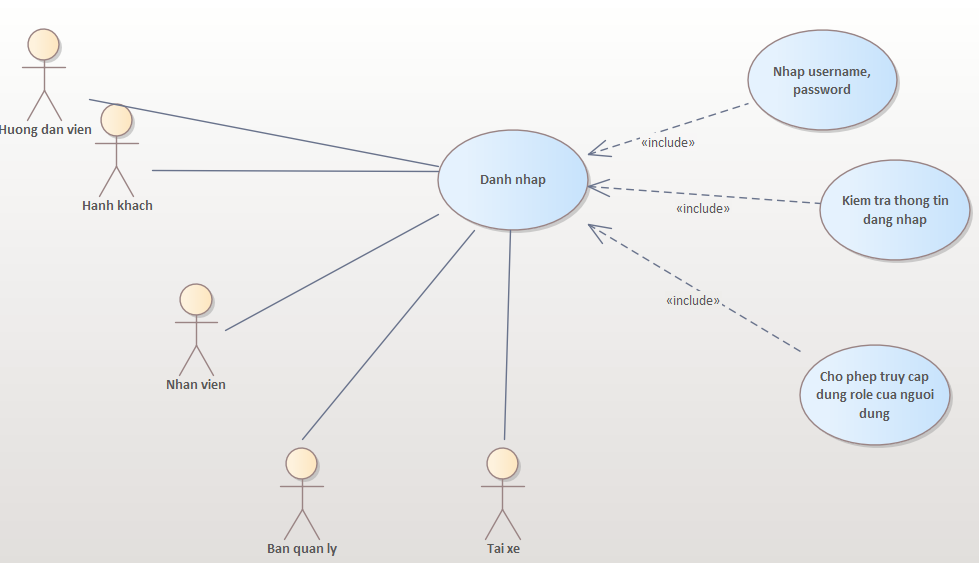 Huong dan vien
Hanh khach
Nhan vien
Ban quan ly
Tai xe
Danh nhap
«include»
«include»
«include»
Nhap username,
password
Kiem tra thong tin
dang nhap
Cho phep truy cap
dung role cua nguoi
dung